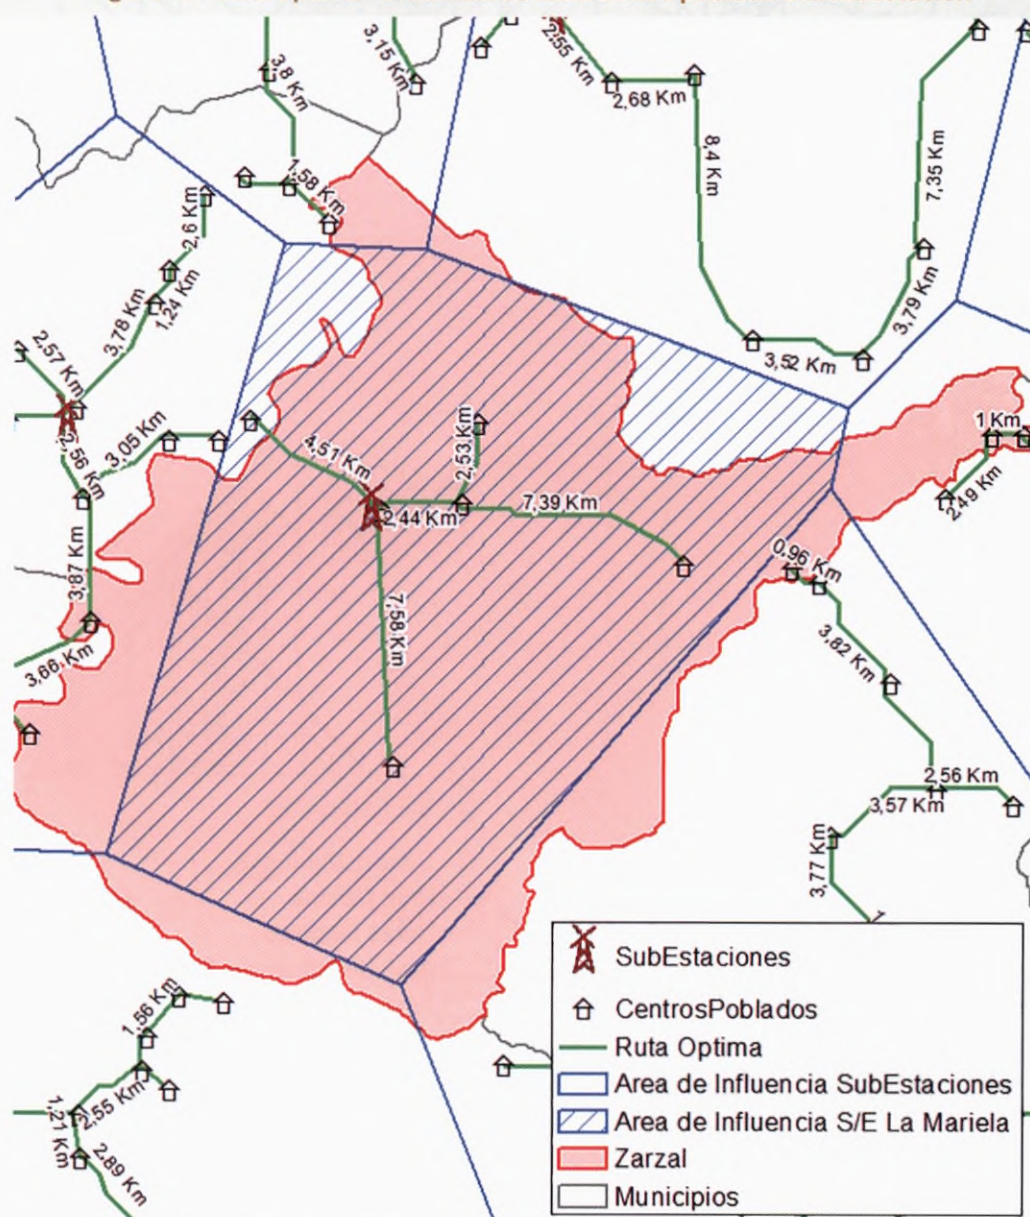 3,8 Km
3,15 Km
2,55 Km
2,68 Km
8,4 Km
7,35 Km
1,58 Km
2,6 Km
1,24 Km
3,78 Km
2,57 Km
3,79 Km
3,52 Km
2,56 Km
3,05 Km
4,51 Km
2,53 Km
2,44 Km
7,39 Km
1 Km
2,49 Km
3,87 Km
0,96 Km
7,58 Km
3,66 Km
3,82 Km
2,56 Km
3,57 Km
3,77 Km
1,56 Km
2,55 Km
1,21 Km
2,89 Km
SubEstaciones
CentrosPoblados
Ruta Optima
Area de Influencia SubEstaciones
Area de Influencia S/E La Mariela
Zarzal
Municipios